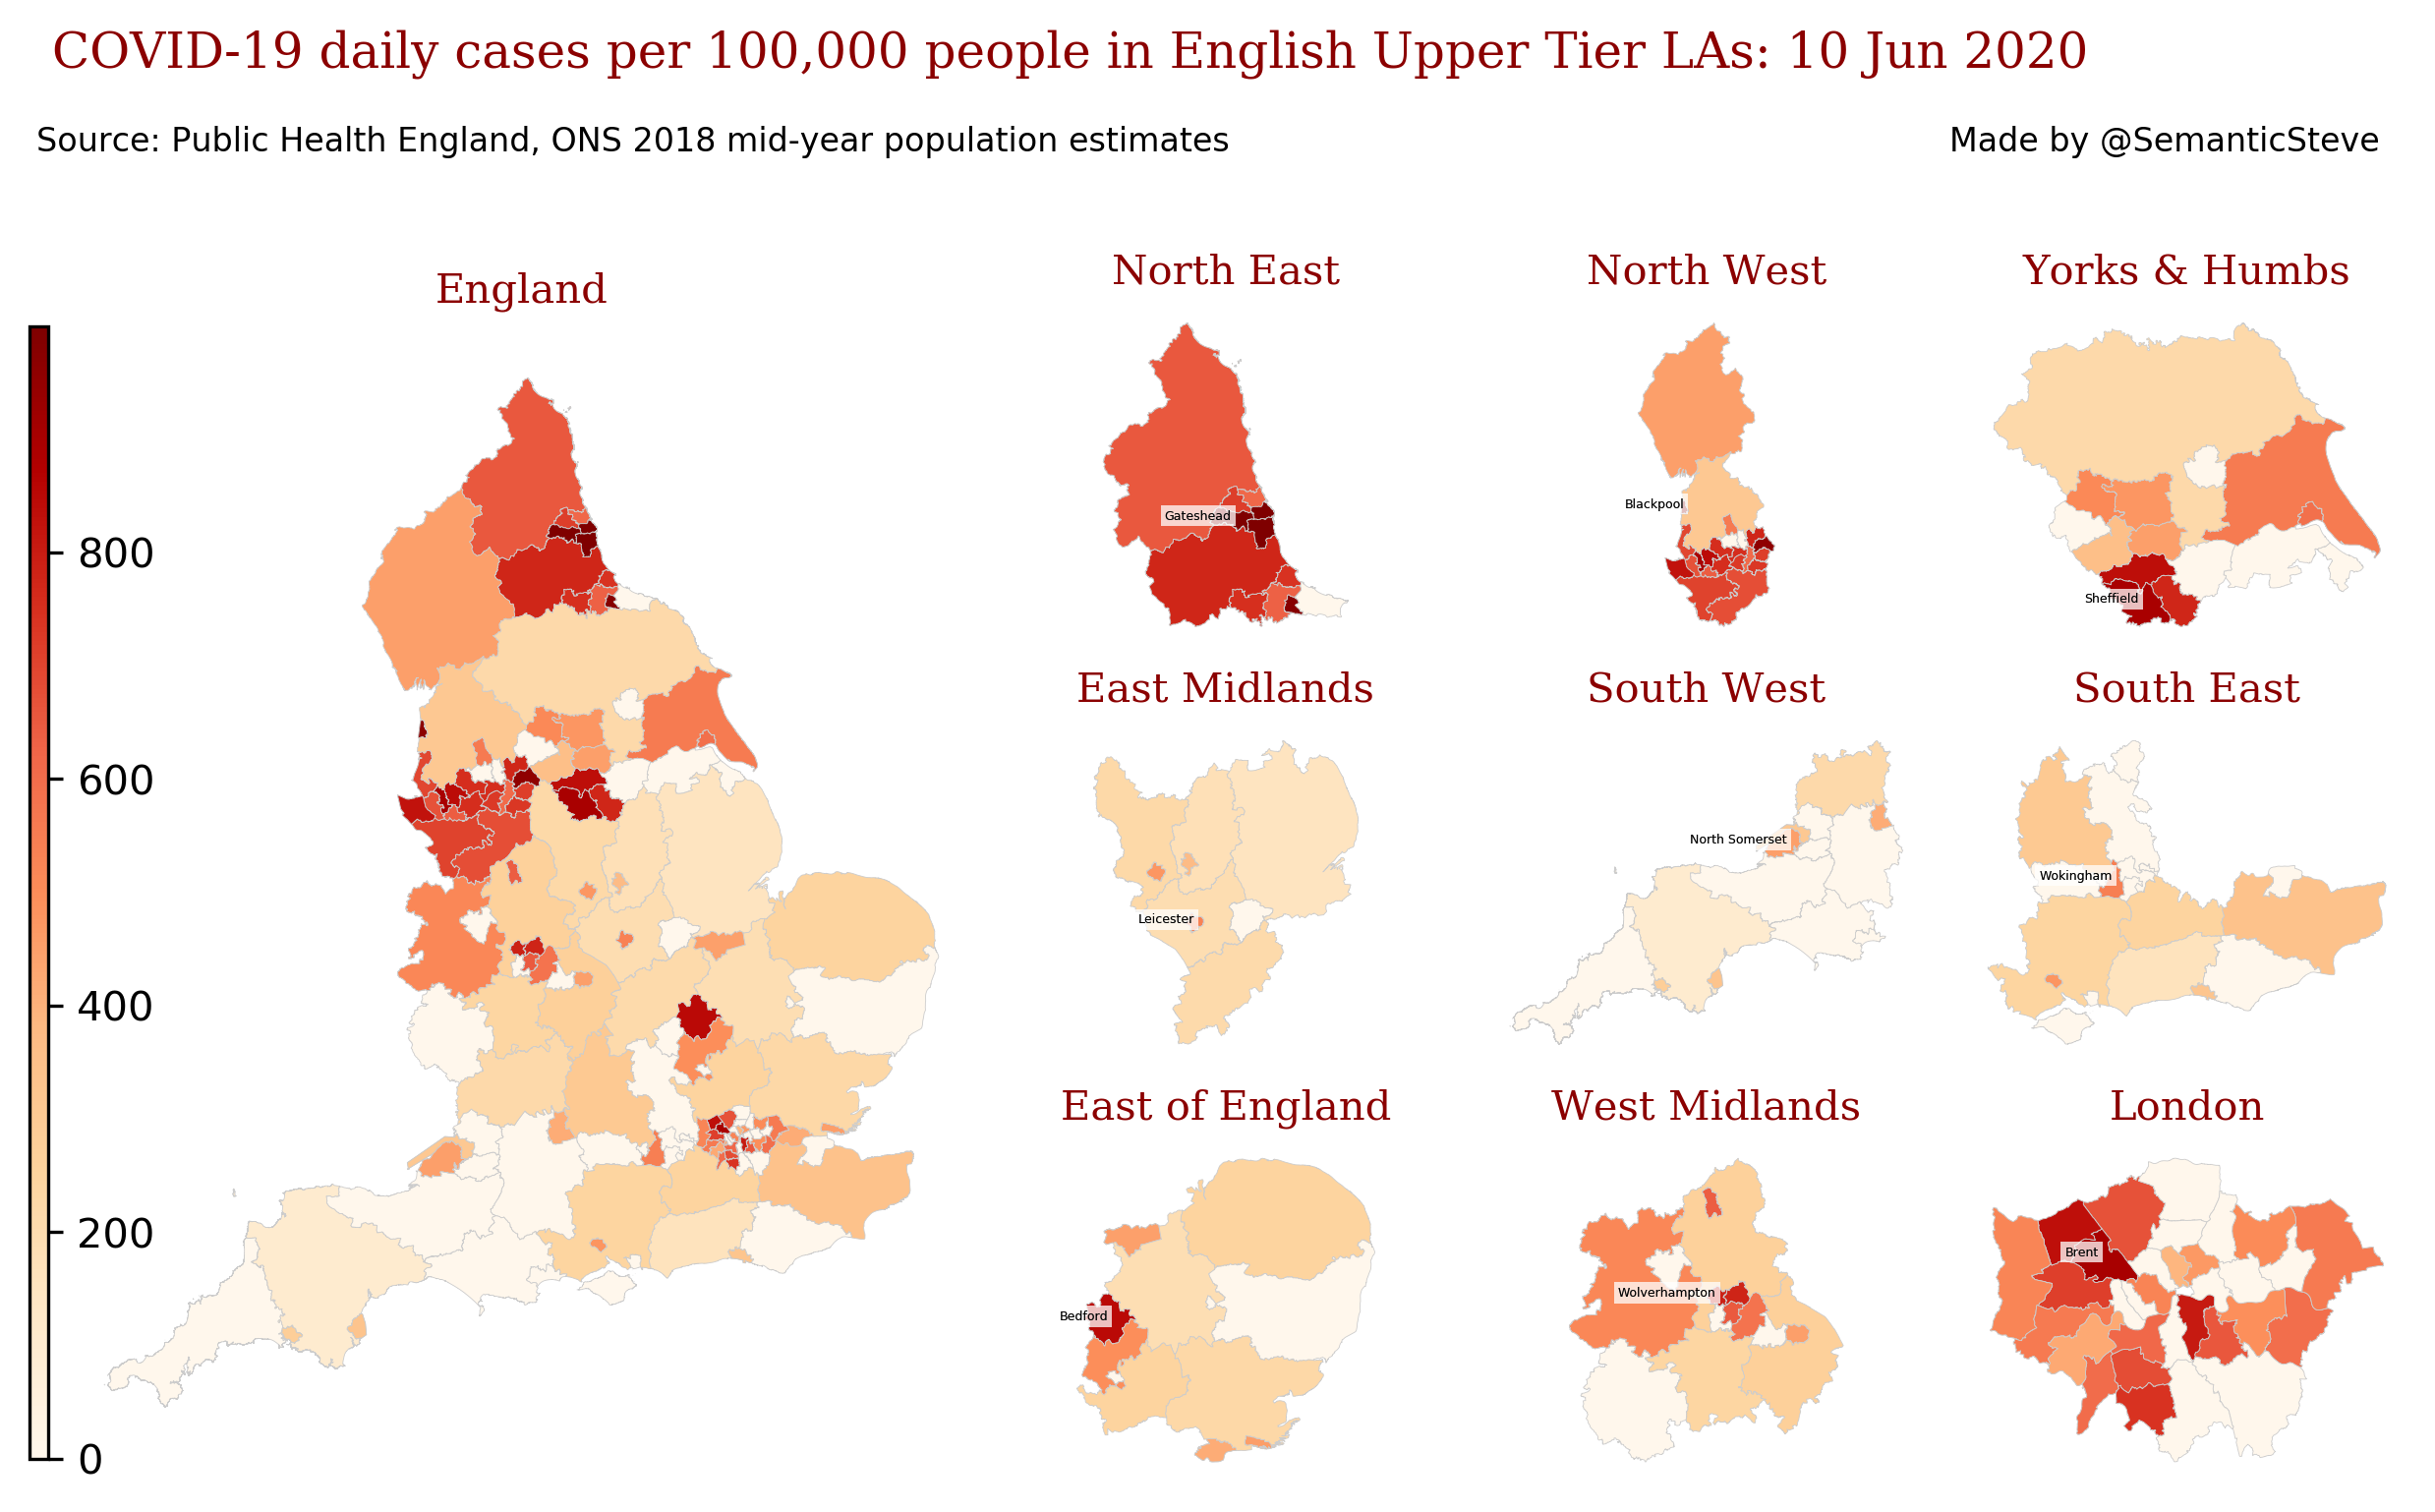 COVID-19 daily cases per 100,000 people in English Upper Tier LAs: 10 Jun 2020
Source: Public Health England, ONS 2018 mid-year population estimates
Made by @SemanticSteve
England
800
600
400
200
0
North East
Gateshead
North West
Blackpool
Yorks & Humbs
Sheffield
East Midlands
Leicester
South West
North Somerset
South East
Wokingham
East of England
Bedford
West Midlands
Wolverhampton
London
Brent